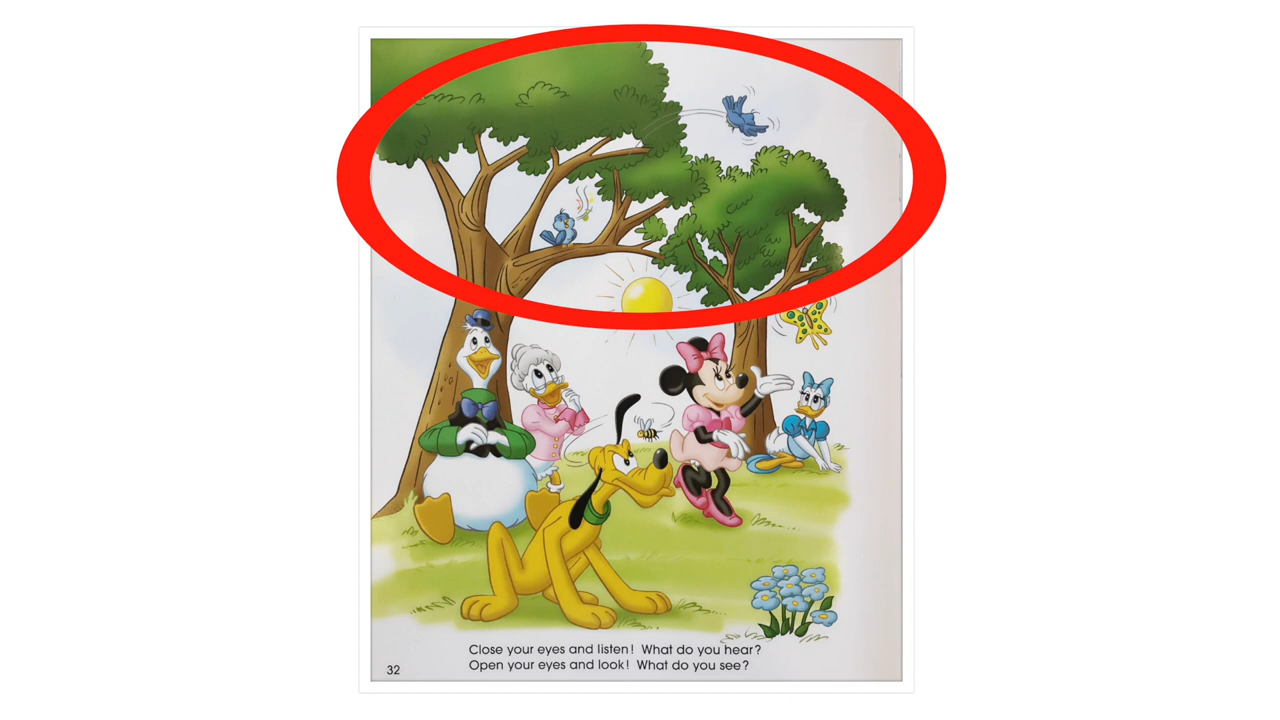 Close your eyes and listen! What do you hear?
Open your eyes and look! What do you see?
32